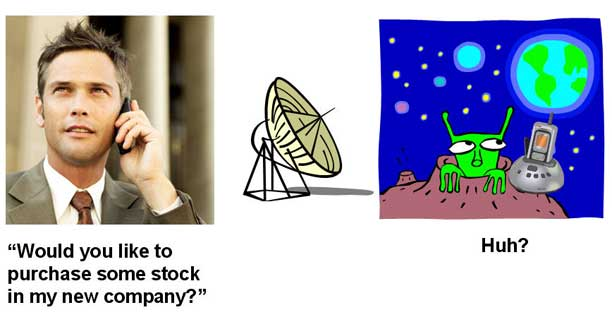 “Would you like to
purchase some stock
in my new company?”
Huh?